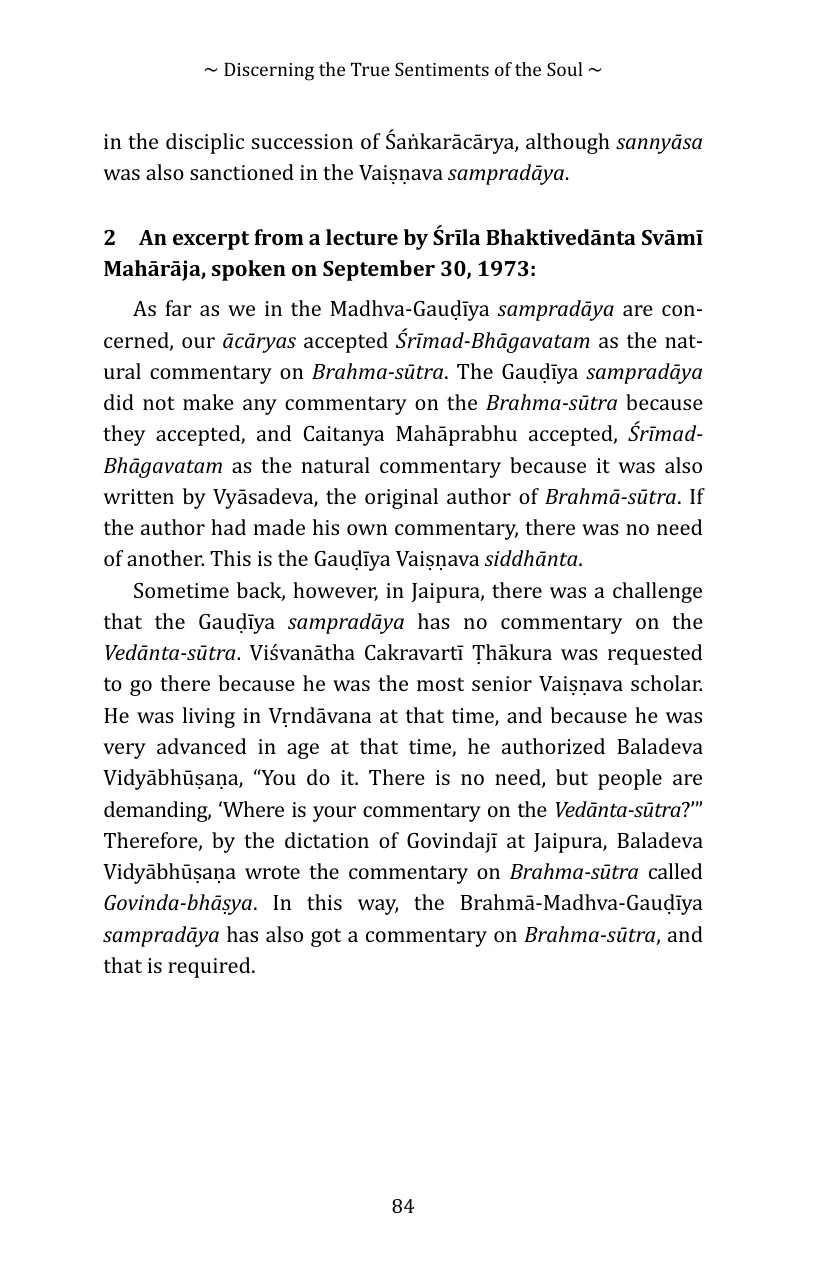 ~ Discerning the True Sentiments of the Soul ~
in the disciplic succession of Śaṅkarācārya, although sannyāsa
was also sanctioned in the Vaiṣṇava sampradāya.
2 An excerpt from a lecture by Śrīla Bhaktivedānta Svāmī
Mahārāja, spoken on September 30, 1973:
As far as we in the Madhva-Gauḍīya sampradāya are con-
cerned, our ācāryas accepted Śrīmad-Bhāgavatam as the nat-
ural commentary on Brahma-sūtra. The Gauḍīya sampradāya
did not make any commentary on the Brahma-sūtra because
they accepted, and Caitanya Mahāprabhu accepted, Śrīmad-
Bhāgavatam as the natural commentary because it was also
written by Vyāsadeva, the original author of Brahmā-sūtra. If
the author had made his own commentary, there was no need
of another. This is the Gauḍīya Vaiṣṇava siddhānta.
Sometime back, however, in Jaipura, there was a challenge
that the Gauḍīya sampradāya has no commentary on the
Vedānta-sūtra. Viśvanātha Cakravartī Ṭhākura was requested
to go there because he was the most senior Vaiṣṇava scholar.
He was living in Vṛndāvana at that time, and because he was
very advanced in age at that time, he authorized Baladeva
Vidyābhūṣaṇa, “You do it. There is no need, but people are
demanding, ‘Where is your commentary on the Vedānta-sūtra?’”
Therefore, by the dictation of Govindajī at Jaipura, Baladeva
Vidyābhūṣaṇa wrote the commentary on Brahma-sūtra called
Govinda-bhāṣya. In this way, the Brahmā-Madhva-Gauḍīya
sampradāya has also got a commentary on Brahma-sūtra, and
that is required.
84